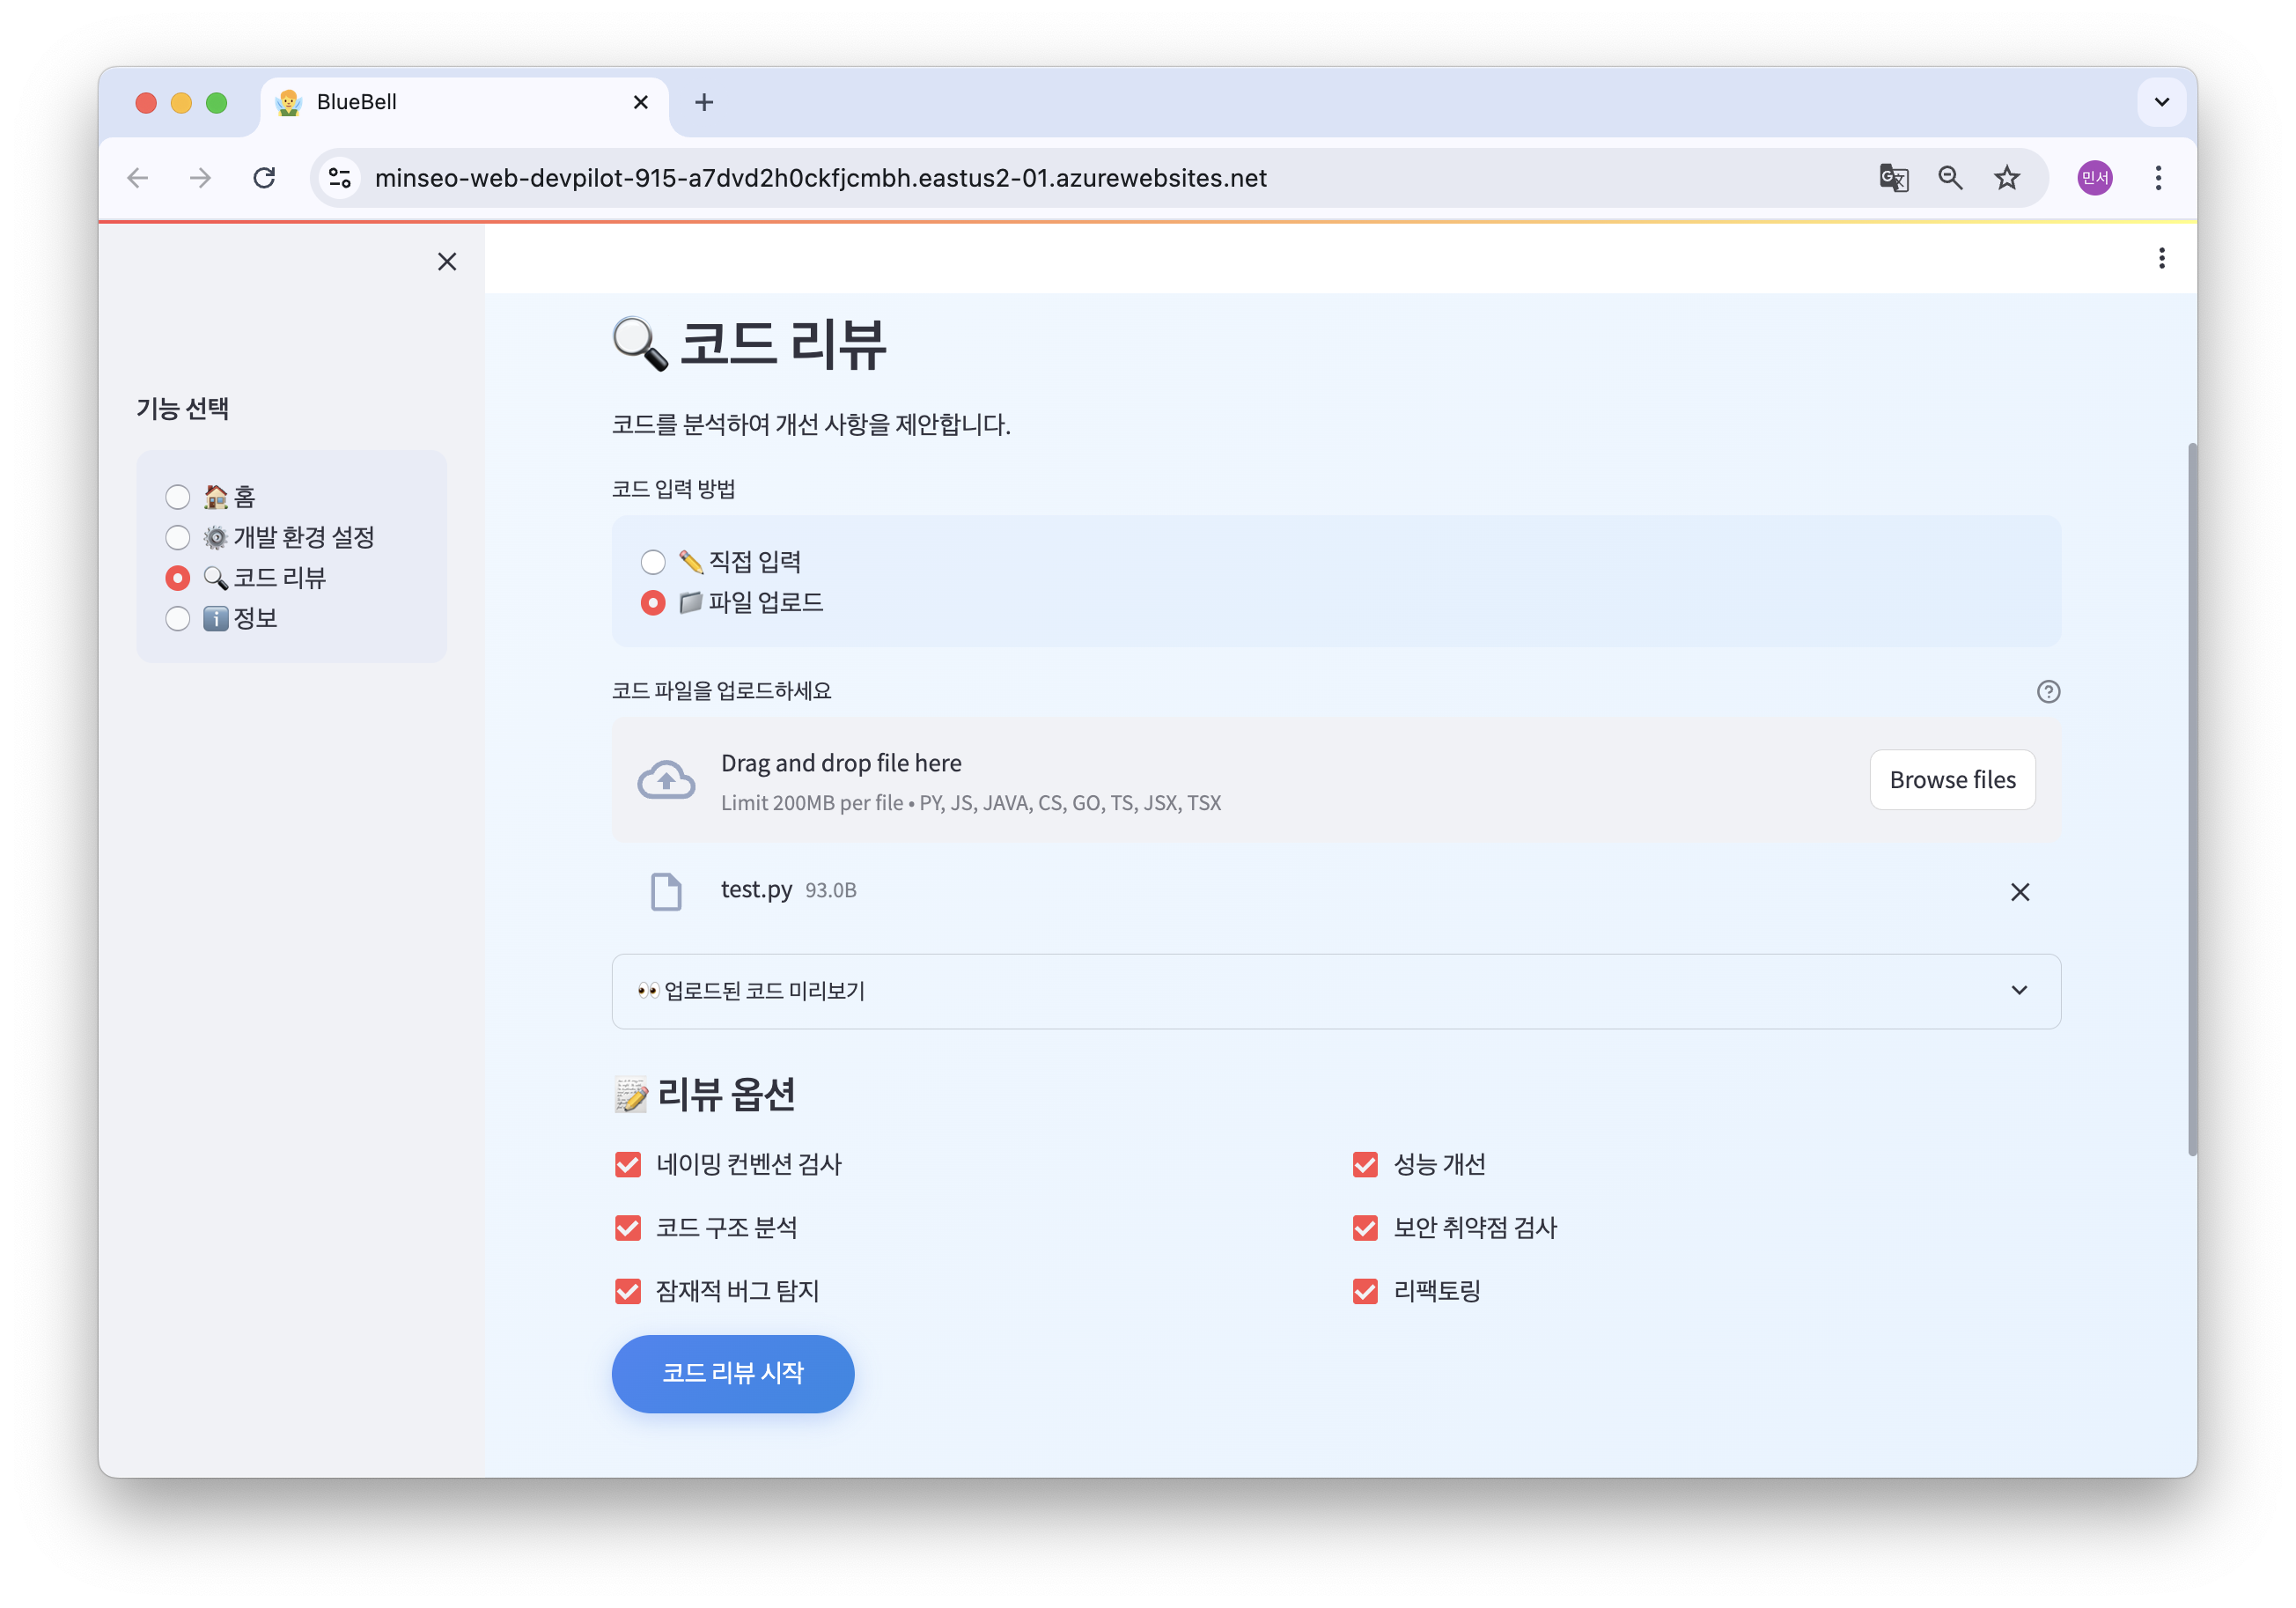 BlueBell
minseo-web-devpilot-915-a7dvd2h0ckfjcmbh.eastus2-01.azurewebsites.net
민서
기능 선택
홈
개발 환경 설정
코드 리뷰
정보
코드 리뷰
코드를 분석하여 개선 사항을 제안합니다.
코드 입력 방법
직접 입력
파일 업로드
코드 파일을 업로드하세요
Drag and drop file here
Limit 200MB per file • PY, JS, JAVA, CS, GO, TS, JSX, TSX
Browse files
test.py 93.0B
업로드된 코드 미리보기
리뷰 옵션
네이밍 컨벤션 검사
성능 개선
코드 구조 분석
보안 취약점 검사
잠재적 버그 탐지
리팩토링
코드 리뷰 시작